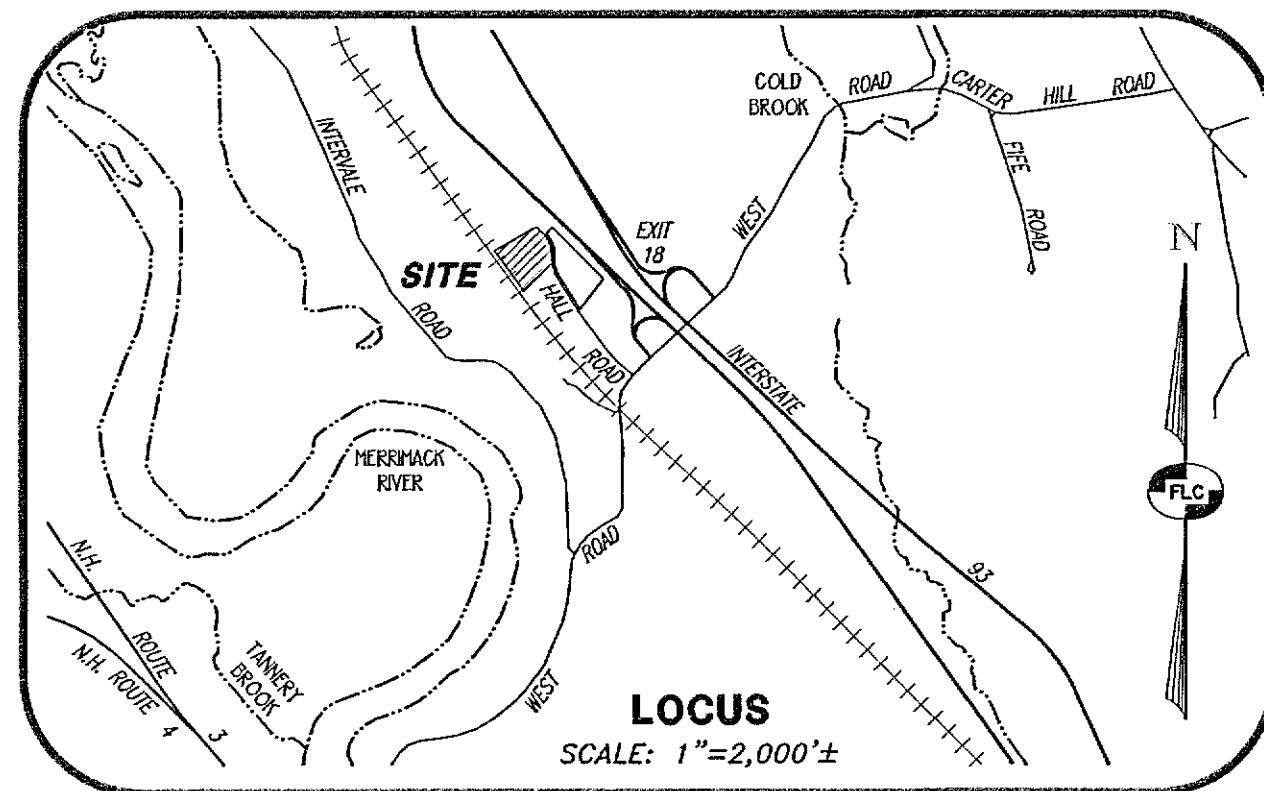 COLD
BROOK
ROAD
CARTER
HILL
ROAD
INTERVALE
FIFE
ROAD
WEST
EXIT
18
N
SITE
HALL
ROAD
ROAD
INTERSTATE
MERRIMACK
RIVER
FLC
N.H.
ROUTE
3
ROAD
93
N.H. ROUTE
4
TANNERY
BROOK
WEST
LOCUS
SCALE: 1"=2,000'±